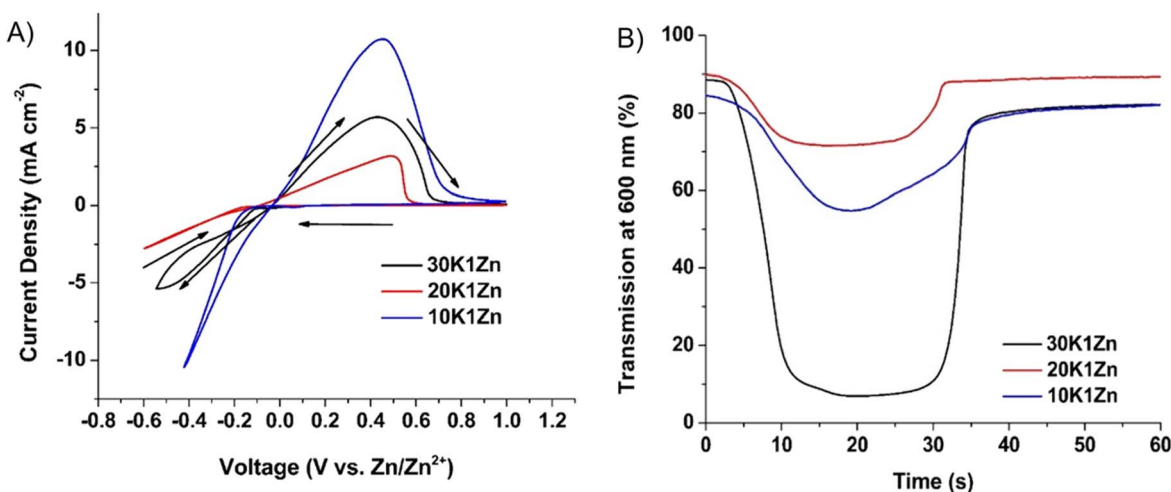 A)
Current Density (mA cm⁻²)
10
5
0
-5
-10
-0.8 -0.6 -0.4 -0.2 0.0 0.2 0.4 0.6 0.8 1.0 1.2
Voltage (V vs. Zn/Zn²⁺)
30K1Zn
20K1Zn
10K1Zn
B)
Transmission at 600 nm (%)
100
80
60
40
20
0
0 10 20 30 40 50 60
Time (s)
30K1Zn
20K1Zn
10K1Zn